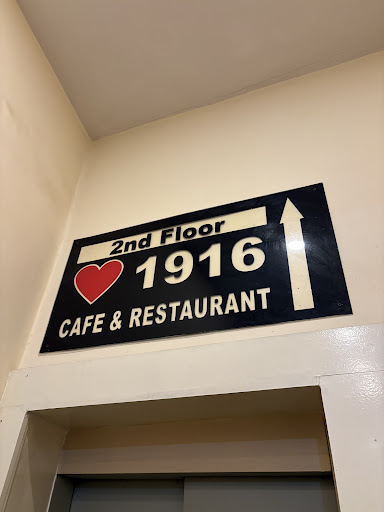 2nd Floor
1916
CAFE & RESTAURANT